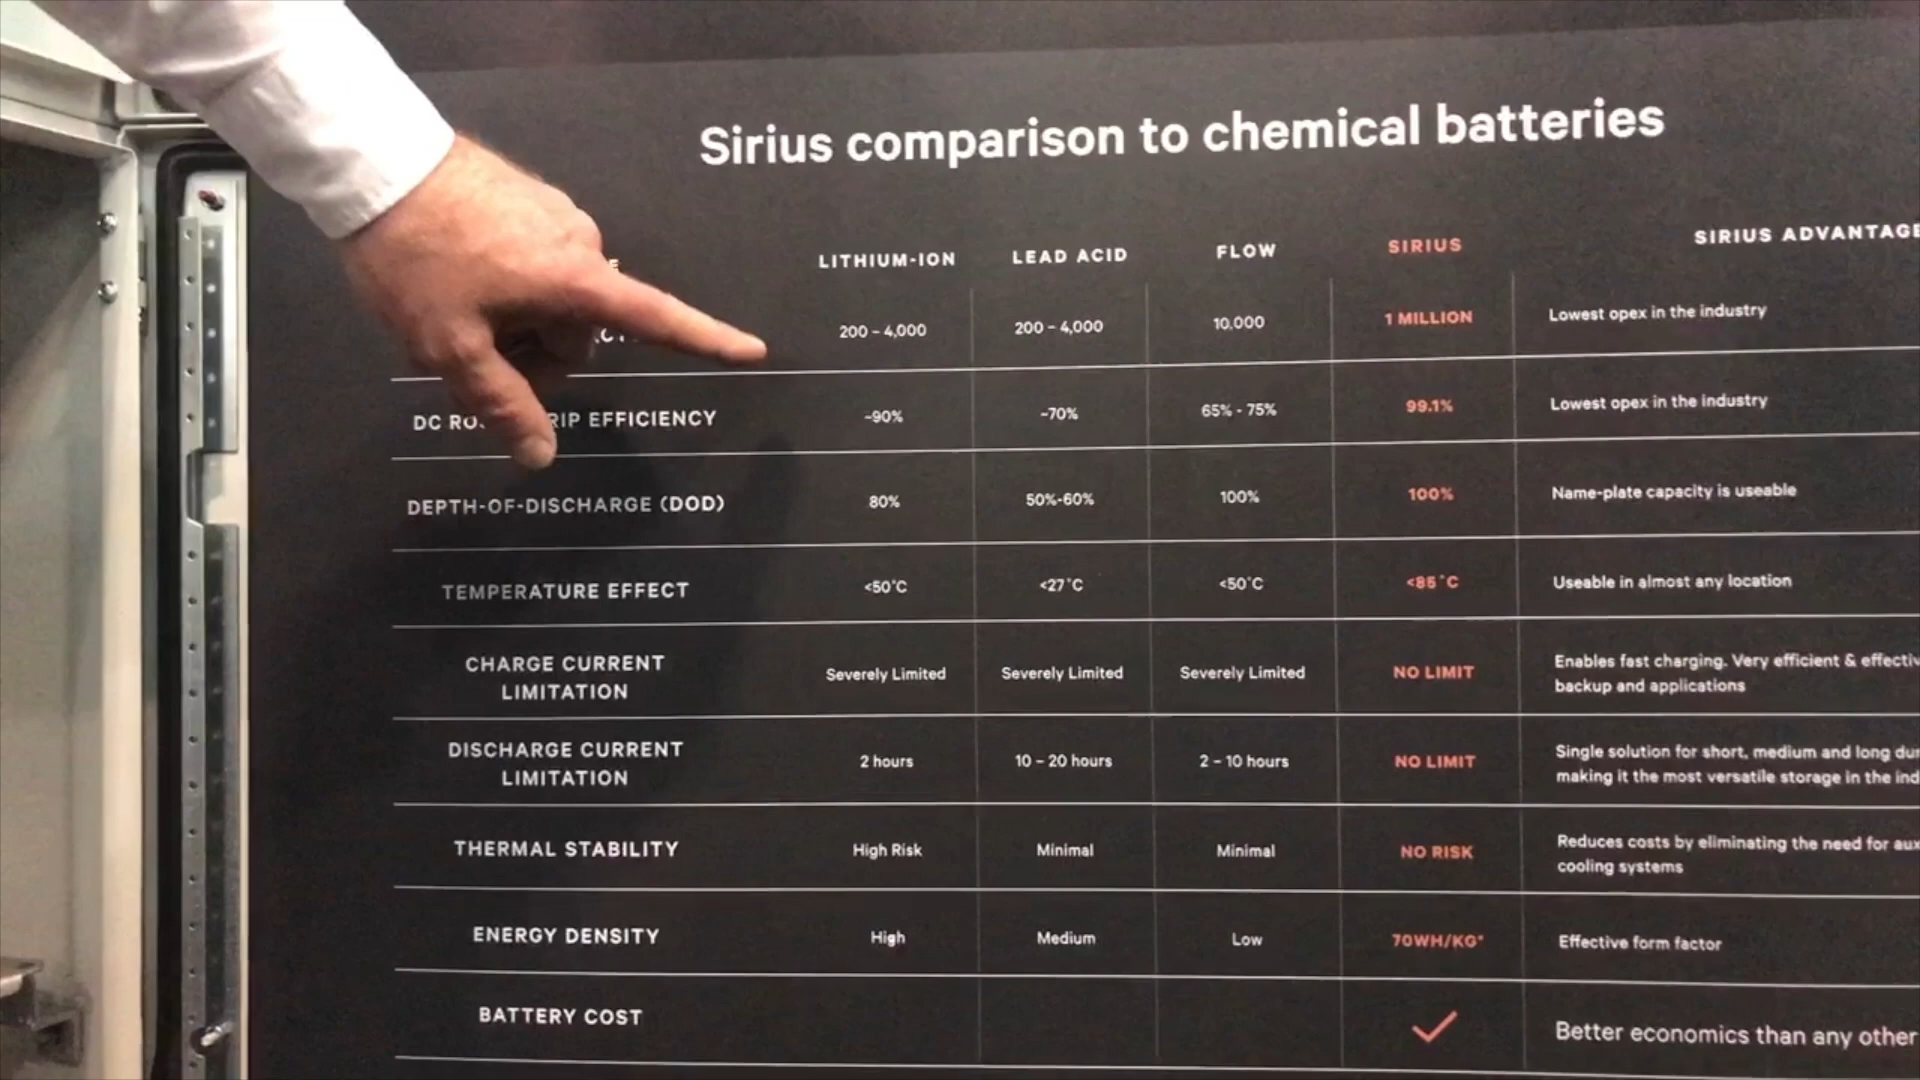 Sirius comparison to chemical batteries
LITHIUM-ION LEAD ACID FLOW SIRIUS SIRIUS ADVANTAGE
200 – 4,000 200 – 4,000 10,000 1 MILLION Lowest opex in the industry
DC EFFICIENCY ~90% ~70% 65% - 75% 99.1% Lowest opex in the industry
DEPTH-OF-DISCHARGE (DOD) 80% 50%-60% 100% 100% Name-plate capacity is useable
TEMPERATURE EFFECT <50°C <27°C <50°C <85°C Useable in almost any location
CHARGE CURRENT
LIMITATION
Severely Limited Severely Limited Severely Limited NO LIMIT
Enables fast charging. Very efficient & effectiv
backup and applications
DISCHARGE CURRENT
LIMITATION
2 hours 10 – 20 hours 2 – 10 hours NO LIMIT
Single solution for short, medium and long dur
making it the most versatile storage in the ind
THERMAL STABILITY High Risk Minimal Minimal NO RISK
Reduces costs by eliminating the need for aux
cooling systems
ENERGY DENSITY High Medium Low 70WH/KG* Effective form factor
BATTERY COST Better economics than any other